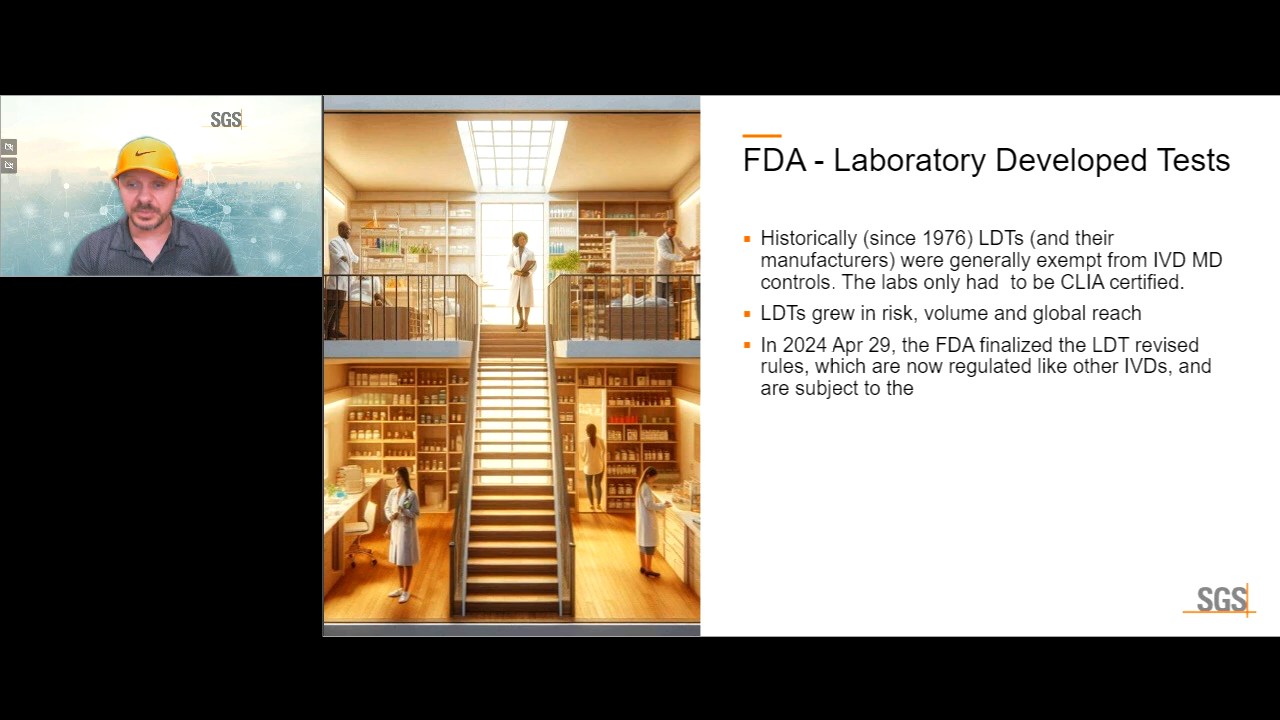 SGS
FDA - Laboratory Developed Tests
Historically (since 1976) LDTs (and their
manufacturers) were generally exempt from IVD MD
controls. The labs only had  to be CLIA certified.
LDTs grew in risk, volume and global reach
In 2024 Apr 29, the FDA finalized the LDT revised
rules, which are now regulated like other IVDs, and
are subject to the
SGS